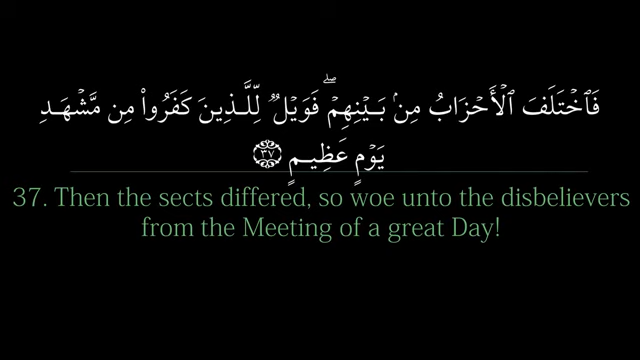 فَٱخْتَلَفَ ٱلْأَحْزَابُ مِنۢ بَيْنِهِمْ ۖ فَوَيْلٌ لِّلَّذِينَ كَفَرُوا۟ مِن مَّشْهَدِ
يَوْمٍ عَظِيمٍ ٣٧
37. Then the sects differed, so woe unto the disbelievers
from the Meeting of a great Day!